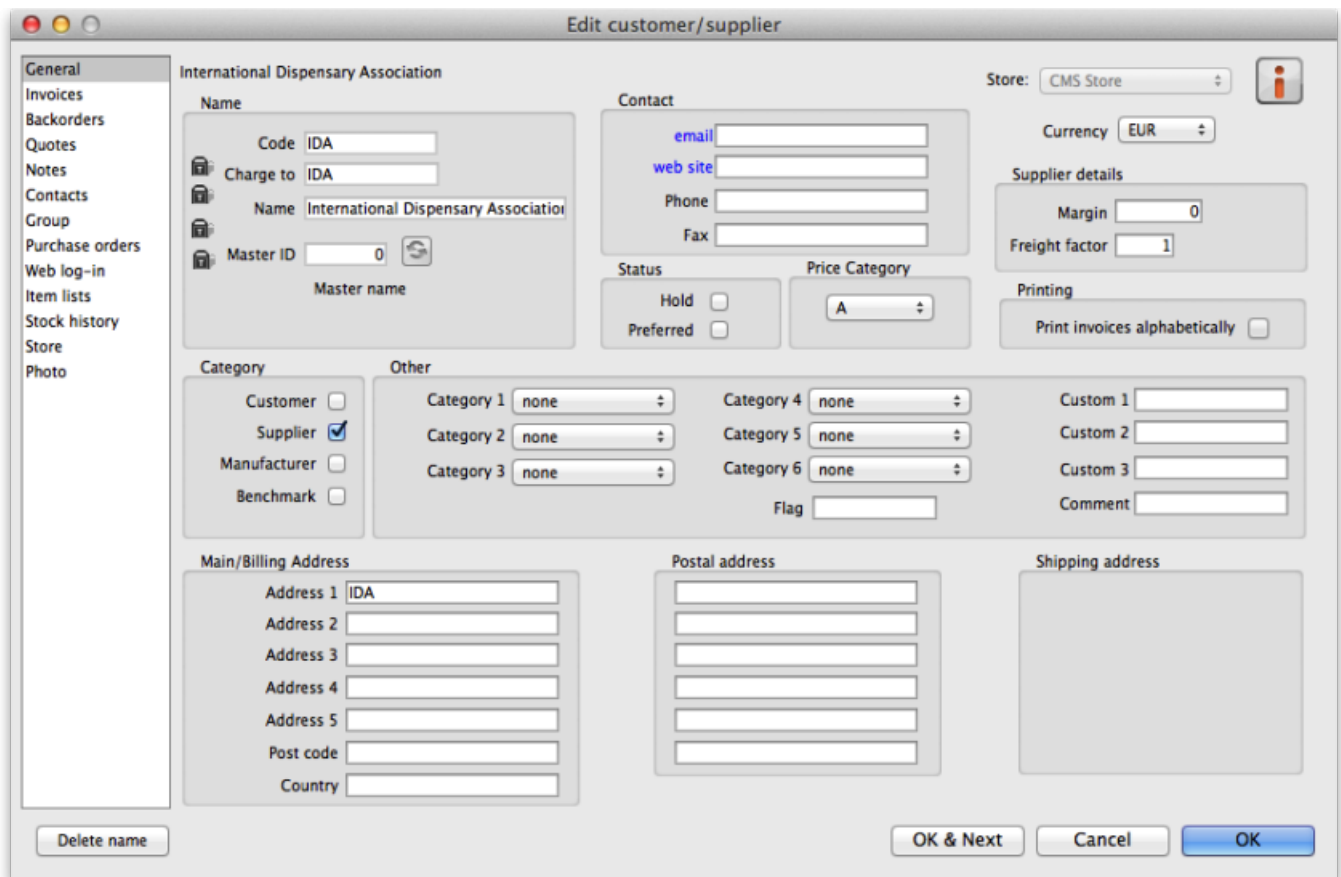 Edit customer/supplier
General
Invoices
Backorders
Quotes
Notes
Contacts
Group
Purchase orders
Web log-in
Item lists
Stock history
Store
Photo
International Dispensary Association
Store: CMS Store
Currency EUR
Name
Code IDA
Charge to IDA
Name International Dispensary Association
Master ID 0
Master name
Contact
email
web site
Phone
Fax
Supplier details
Margin 0
Freight factor 1
Status
Hold
Preferred
Price Category
A
Printing
Print invoices alphabetically
Category
Customer
Supplier
Manufacturer
Benchmark
Other
Category 1 none
Category 2 none
Category 3 none
Category 4 none
Category 5 none
Category 6 none
Flag
Custom 1
Custom 2
Custom 3
Comment
Main/Billing Address
Address 1 IDA
Address 2
Address 3
Address 4
Address 5
Post code
Country
Postal address
Shipping address
Delete name
OK & Next
Cancel
OK